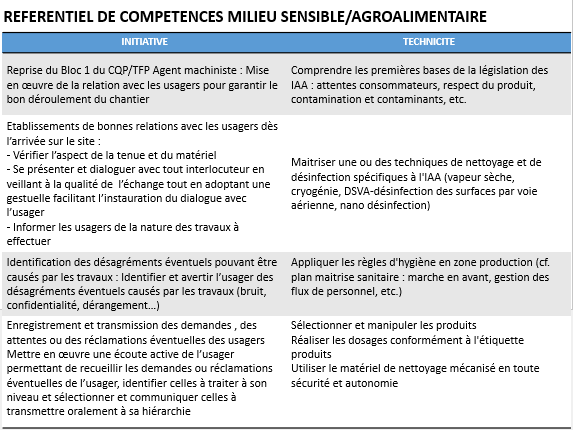 REFERENTIEL DE COMPETENCES MILIEU SENSIBLE/AGROALIMENTAIRE
INITIATIVE
TECHNICITE
Reprise du Bloc 1 du CQP/TFP Agent machiniste : Mise
en œuvre de la relation avec les usagers pour garantir le
bon déroulement du chantier
Comprendre les premières bases de la législation des
IAA : attentes consommateurs, respect du produit,
contamination et contaminants, etc.
Etablissements de bonnes relations avec les usagers dès
l'arrivée sur le site :
- Vérifier l'aspect de la tenue et du matériel
- Se présenter et dialoguer avec tout interlocuteur en
veillant à la qualité de l'échange tout en adoptant une
gestuelle facilitant l'instauration du dialogue avec
l'usager
- Informer les usagers de la nature des travaux à
effectuer
Maitriser une ou des techniques de nettoyage et de
désinfection spécifiques à l'IAA (vapeur sèche,
cryogénie, DSVA-désinfection des surfaces par voie
aérienne, nano désinfection)
Identification des désagréments éventuels pouvant être
causés par les travaux : Identifier et avertir l'usager des
désagréments éventuels causés par les travaux (bruit,
confidentialité, dérangement...)
Appliquer les règles d'hygiène en zone production (cf.
plan maitrise sanitaire : marche en avant, gestion des
flux de personnel, etc.)
Enregistrement et transmission des demandes , des
attentes ou des réclamations éventuelles des usagers
Mettre en œuvre une écoute active de l'usager
permettant de recueillir les demandes ou réclamations
éventuelles de l'usager, identifier celles à traiter à son
niveau et sélectionner et communiquer celles à
transmettre oralement à sa hiérarchie
Sélectionner et manipuler les produits
Réaliser les dosages conformément à l'étiquette
produits
Utiliser le matériel de nettoyage mécanisé en toute
sécurité et autonomie